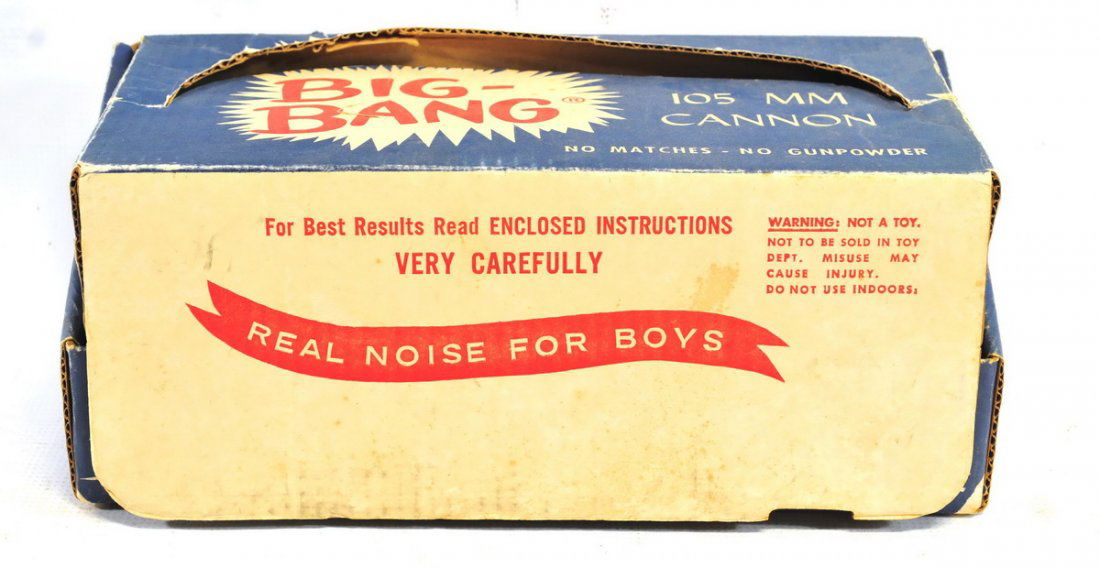 BIG-
BANG®
105 MM
CANNON
NO MATCHES - NO GUNPOWDER
For Best Results Read ENCLOSED INSTRUCTIONS
VERY CAREFULLY
WARNING: NOT A TOY.
NOT TO BE SOLD IN TOY
DEPT. MISUSE MAY
CAUSE INJURY.
DO NOT USE INDOORS:
REAL NOISE FOR BOYS